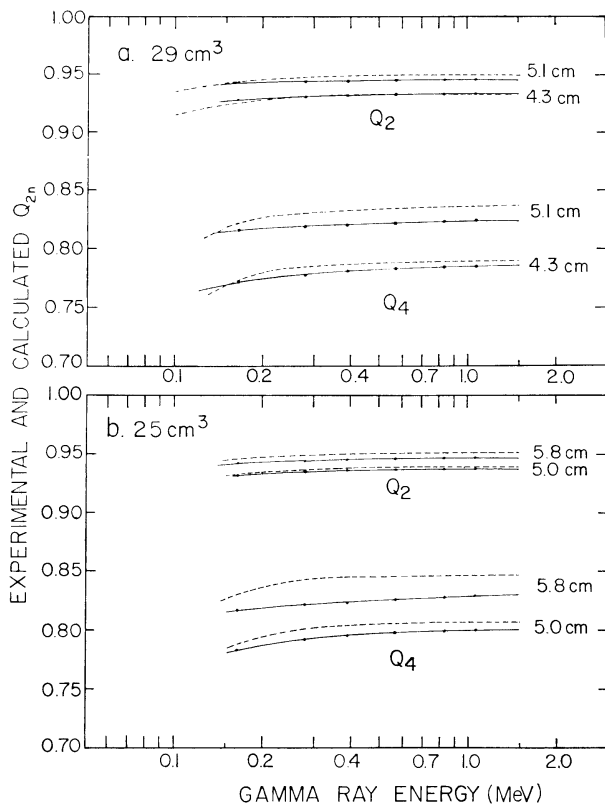 EXPERIMENTAL AND CALCULATED Q2n
1.00
0.95
0.90
0.85
0.80
0.75
0.70
a. 29 cm³
5.1 cm
4.3 cm
Q2
5.1 cm
4.3 cm
Q4
0.1 0.2 0.4 0.7 1.0 2.0
1.00
0.95
0.90
0.85
0.80
0.75
0.70
b. 25 cm³
5.8 cm
5.0 cm
Q2
5.8 cm
5.0 cm
Q4
0.1 0.2 0.4 0.7 1.0 2.0
GAMMA RAY ENERGY (MeV)